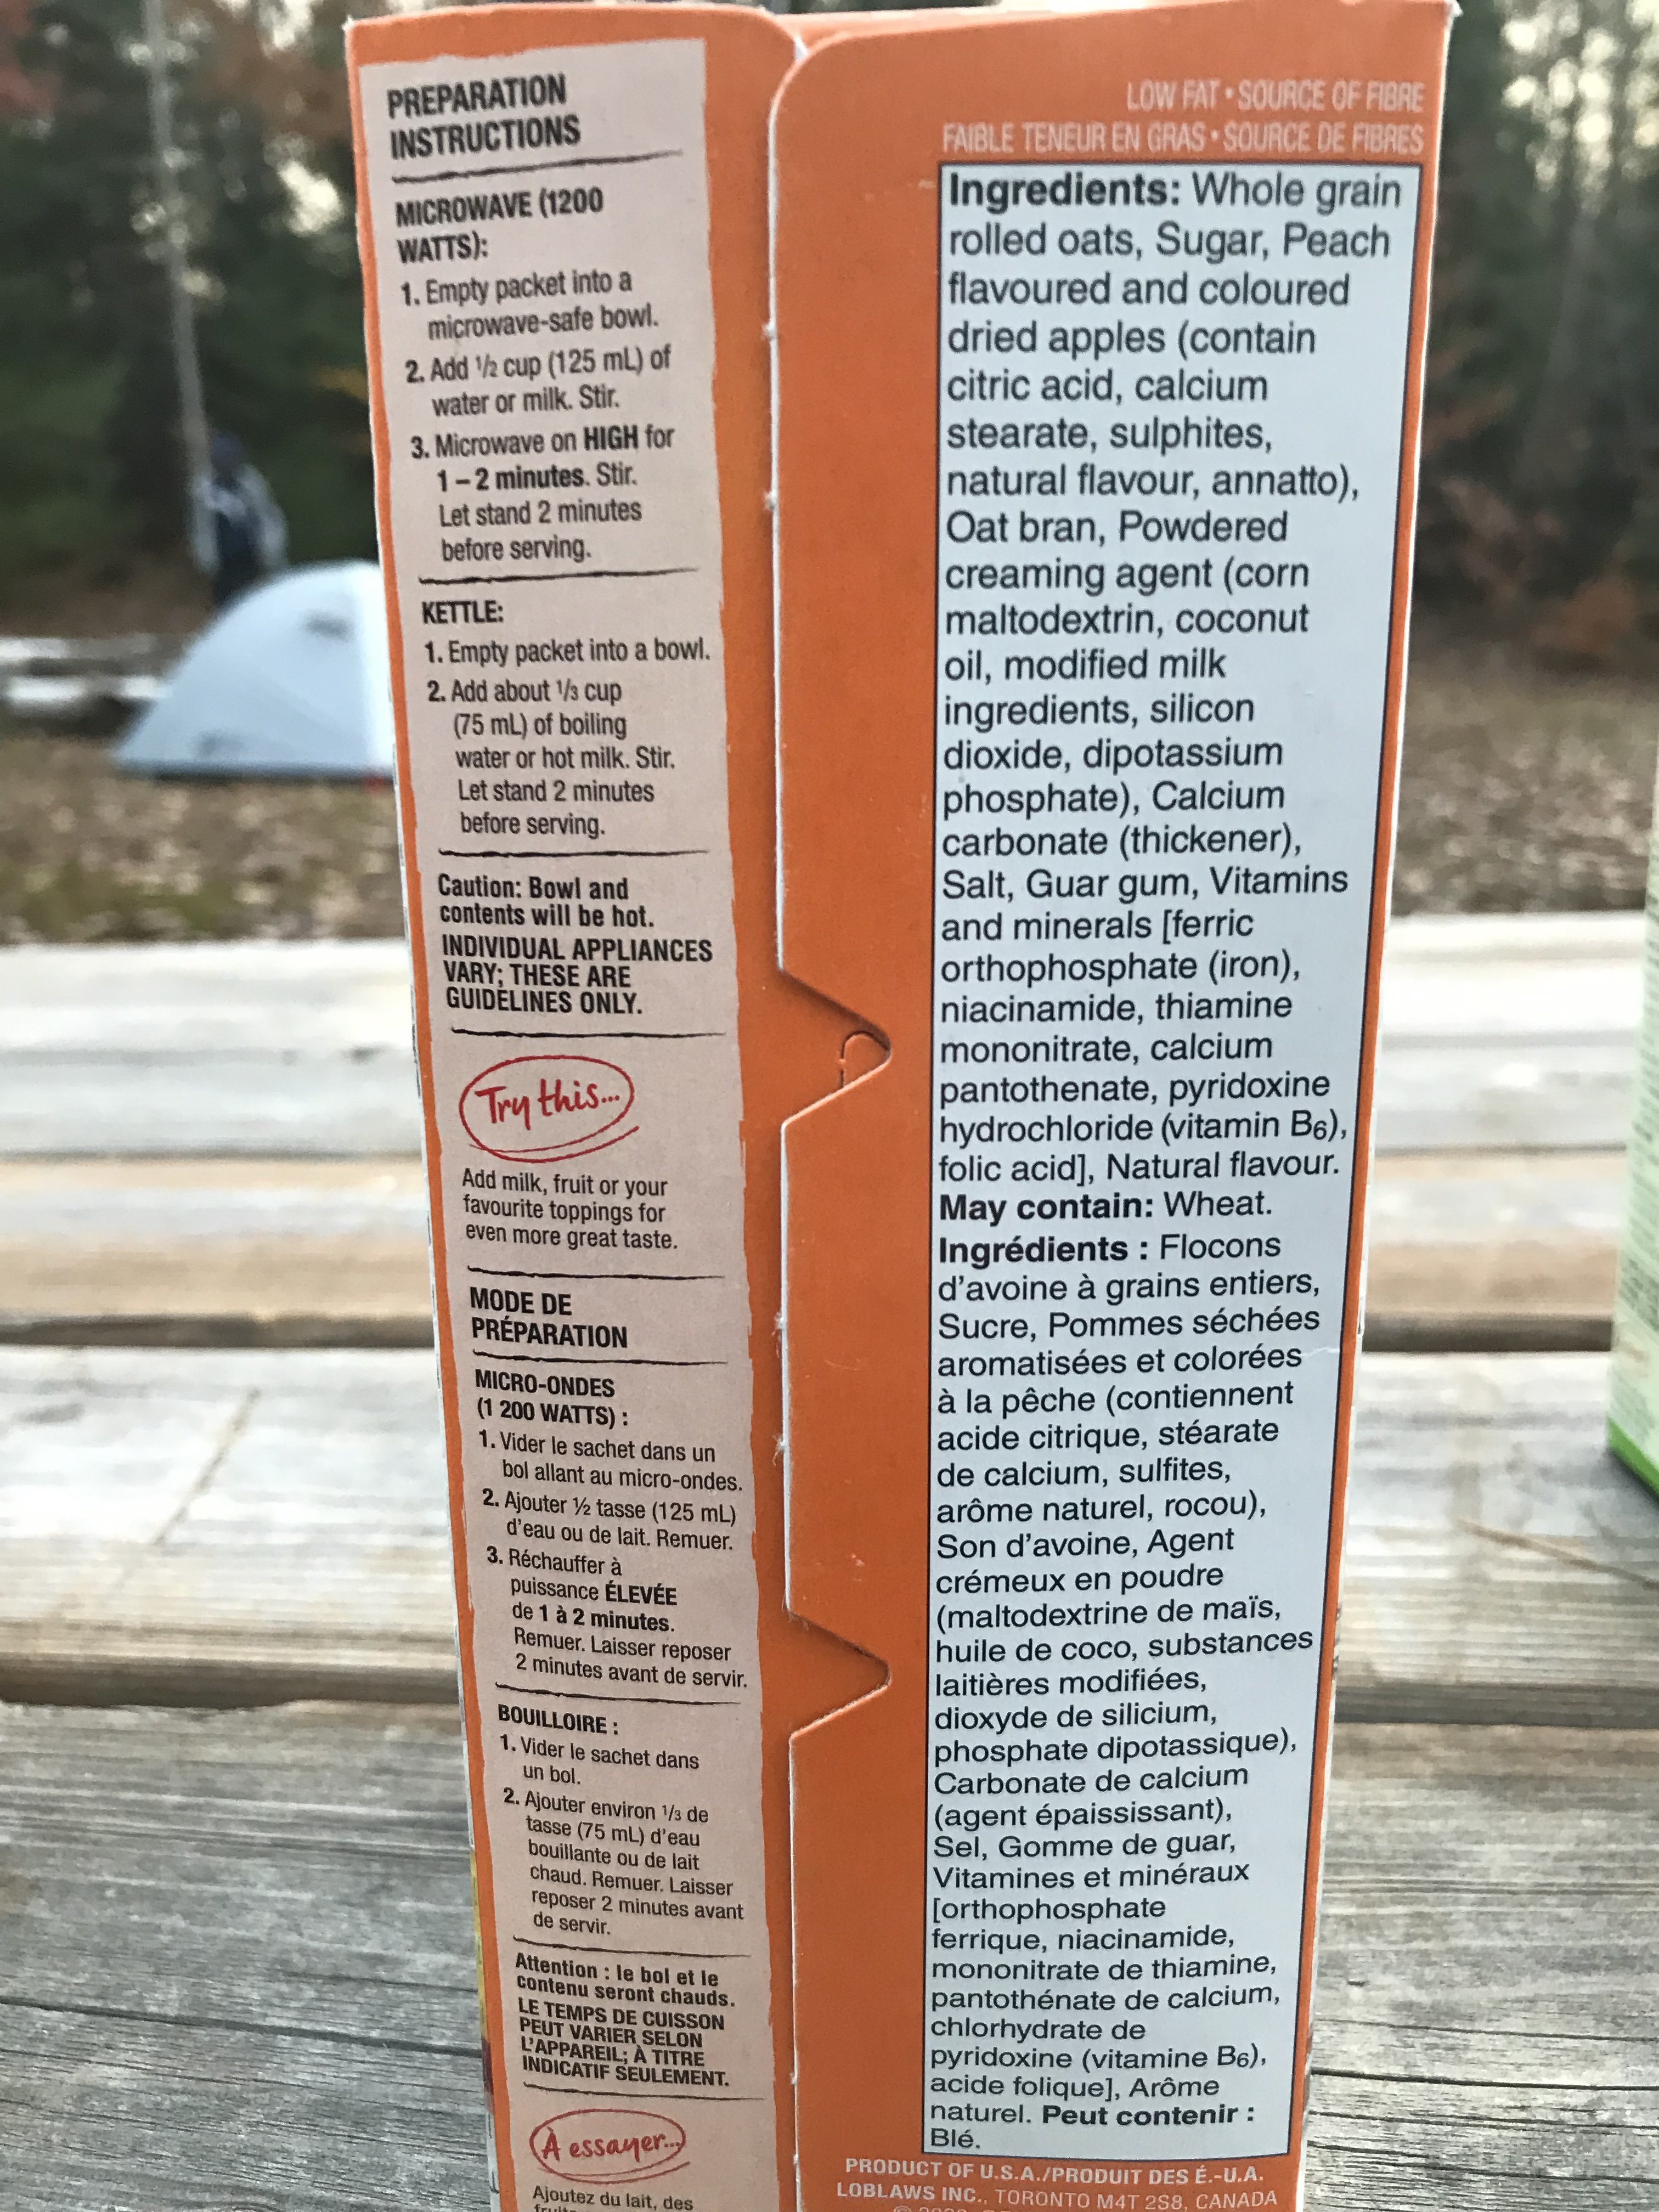 PREPARATION
INSTRUCTIONS
MICROWAVE (1200
WATTS):
1. Empty packet into a
microwave-safe bowl.
2. Add 1/2 cup (125 mL) of
water or milk. Stir.
3. Microwave on HIGH for
1 – 2 minutes. Stir.
Let stand 2 minutes
before serving.
KETTLE:
1. Empty packet into a bowl.
2. Add about 1/3 cup
(75 mL) of boiling
water or hot milk. Stir.
Let stand 2 minutes
before serving.
Caution: Bowl and
contents will be hot.
INDIVIDUAL APPLIANCES
VARY; THESE ARE
GUIDELINES ONLY.
Try this...
Add milk, fruit or your
favourite toppings for
even more great taste.
MODE DE
PRÉPARATION
MICRO-ONDES
(1 200 WATTS) :
1. Vider le sachet dans un
bol allant au micro-ondes.
2. Ajouter ½ tasse (125 mL)
d'eau ou de lait. Remuer.
3. Réchauffer à
puissance ÉLEVÉE
de 1 à 2 minutes.
Remuer. Laisser reposer
2 minutes avant de servir.
BOUILLOIRE :
1. Vider le sachet dans
un bol.
2. Ajouter environ 1/3 de
tasse (75 mL) d'eau
bouillante ou de lait
chaud. Remuer. Laisser
reposer 2 minutes avant
de servir.
Attention : le bol et le
contenu seront chauds.
LE TEMPS DE CUISSON
PEUT VARIER SELON
L'APPAREIL; À TITRE
INDICATIF SEULEMENT.
À essayer...
Ajoutez du lait, des
LOW FAT • SOURCE OF FIBRE
FAIBLE TENEUR EN GRAS • SOURCE DE FIBRES
Ingredients: Whole grain
rolled oats, Sugar, Peach
flavoured and coloured
dried apples (contain
citric acid, calcium
stearate, sulphites,
natural flavour, annatto),
Oat bran, Powdered
creaming agent (corn
maltodextrin, coconut
oil, modified milk
ingredients, silicon
dioxide, dipotassium
phosphate), Calcium
carbonate (thickener),
Salt, Guar gum, Vitamins
and minerals [ferric
orthophosphate (iron),
niacinamide, thiamine
mononitrate, calcium
pantothenate, pyridoxine
hydrochloride (vitamin B6),
folic acid], Natural flavour.
May contain: Wheat.
Ingrédients : Flocons
d'avoine à grains entiers,
Sucre, Pommes séchées
aromatisées et colorées
à la pêche (contiennent
acide citrique, stéarate
de calcium, sulfites,
arôme naturel, rocou),
Son d'avoine, Agent
crémeux en poudre
(maltodextrine de maïs,
huile de coco, substances
laitières modifiées,
dioxyde de silicium,
phosphate dipotassique),
Carbonate de calcium
(agent épaississant),
Sel, Gomme de guar,
Vitamines et minéraux
[orthophosphate
ferrique, niacinamide,
mononitrate de thiamine,
pantothénate de calcium,
chlorhydrate de
pyridoxine (vitamine B6),
acide folique], Arôme
naturel. Peut contenir :
Blé.
PRODUCT OF U.S.A./PRODUIT DES É.-U.A.
LOBLAWS INC., TORONTO M4T 2S8, CANADA